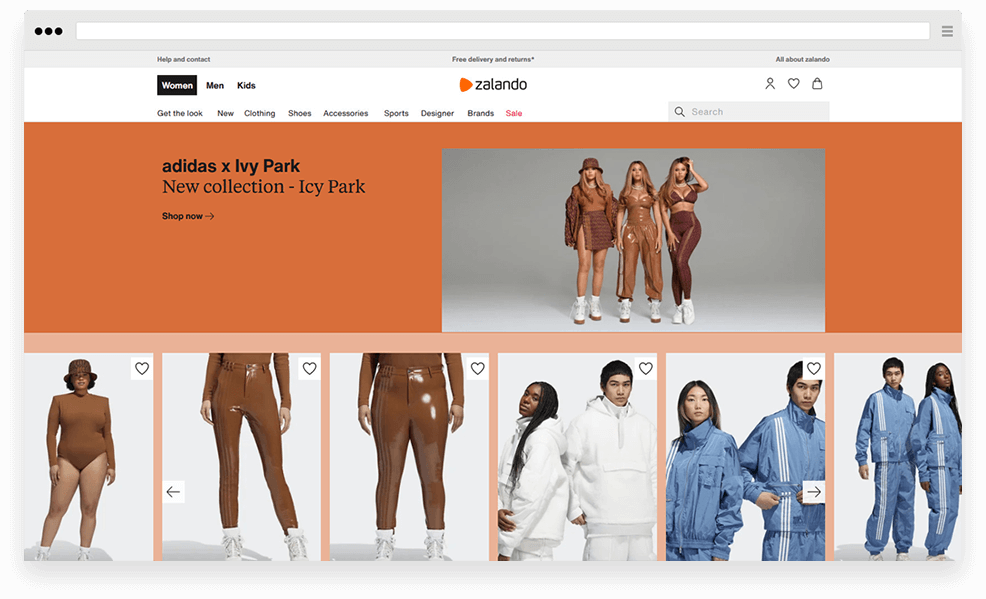 Help and contact Free delivery and returns* All about zalando
Women Men Kids zalando
Get the look New Clothing Shoes Accessories Sports Designer Brands Sale Search
adidas x Ivy Park
New collection - Icy Park
Shop now